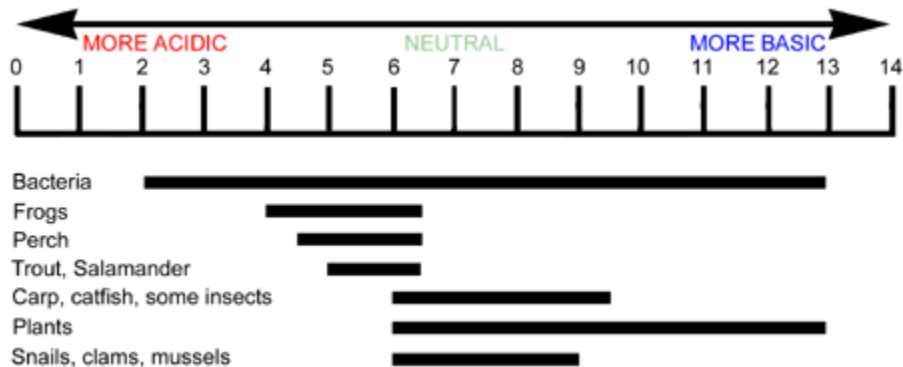 MORE ACIDIC NEUTRAL MORE BASIC
0 1 2 3 4 5 6 7 8 9 10 11 12 13 14
Bacteria
Frogs
Perch
Trout, Salamander
Carp, catfish, some insects
Plants
Snails, clams, mussels